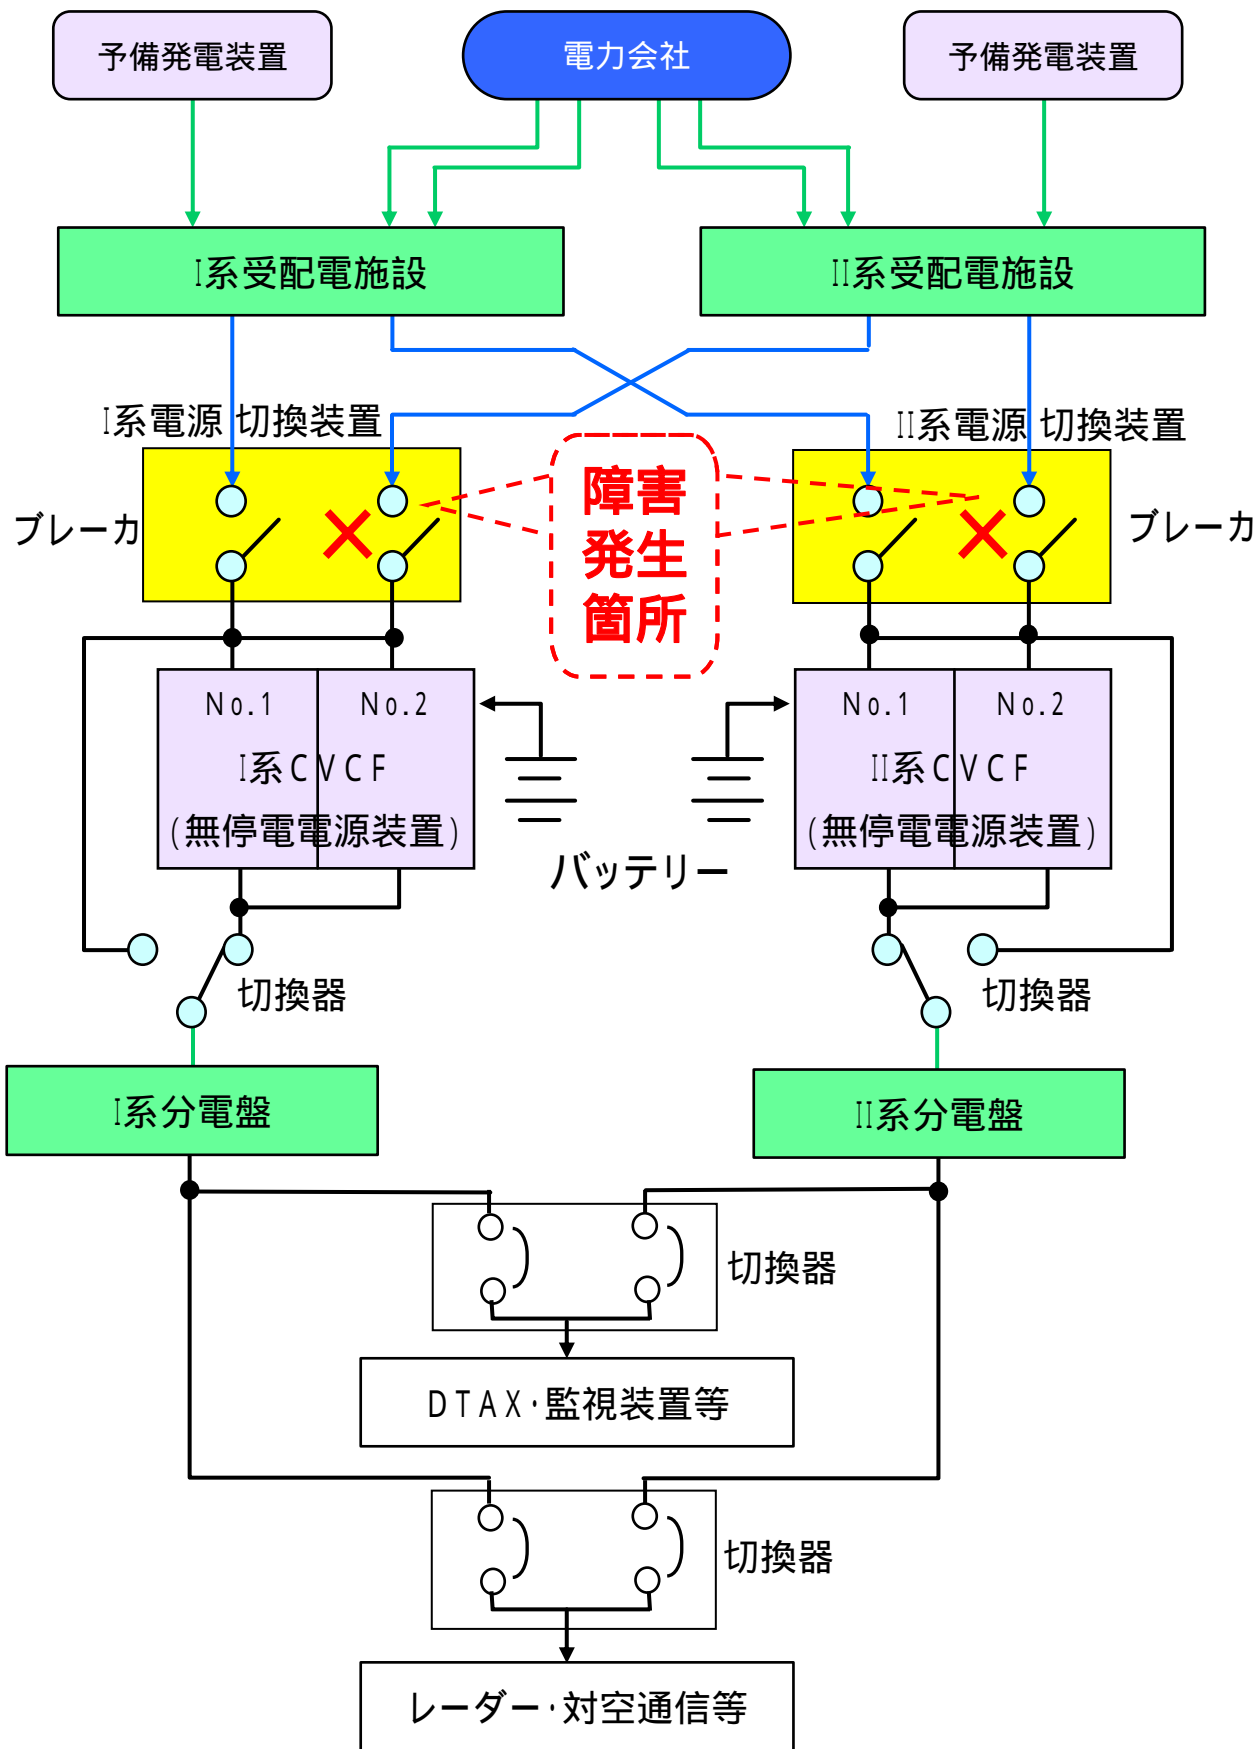 予備発電装置
電力会社
予備発電装置
I系受配電施設
II系受配電施設
I系電源 切換装置
II系電源 切換装置
ブレーカ
障害
発生
箇所
ブレーカ
No.1
No.2
I系CVCF
(無停電電源装置)
No.1
No.2
II系CVCF
(無停電電源装置)
バッテリー
切換器
切換器
I系分電盤
II系分電盤
切換器
DTAX・監視装置等
切換器
レーダー・対空通信等